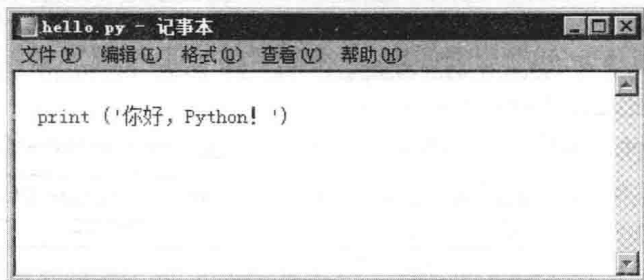 hello.py - 记事本
文件(F) 编辑(E) 格式(O) 查看(V) 帮助(H)
print ('你好，Python! ')